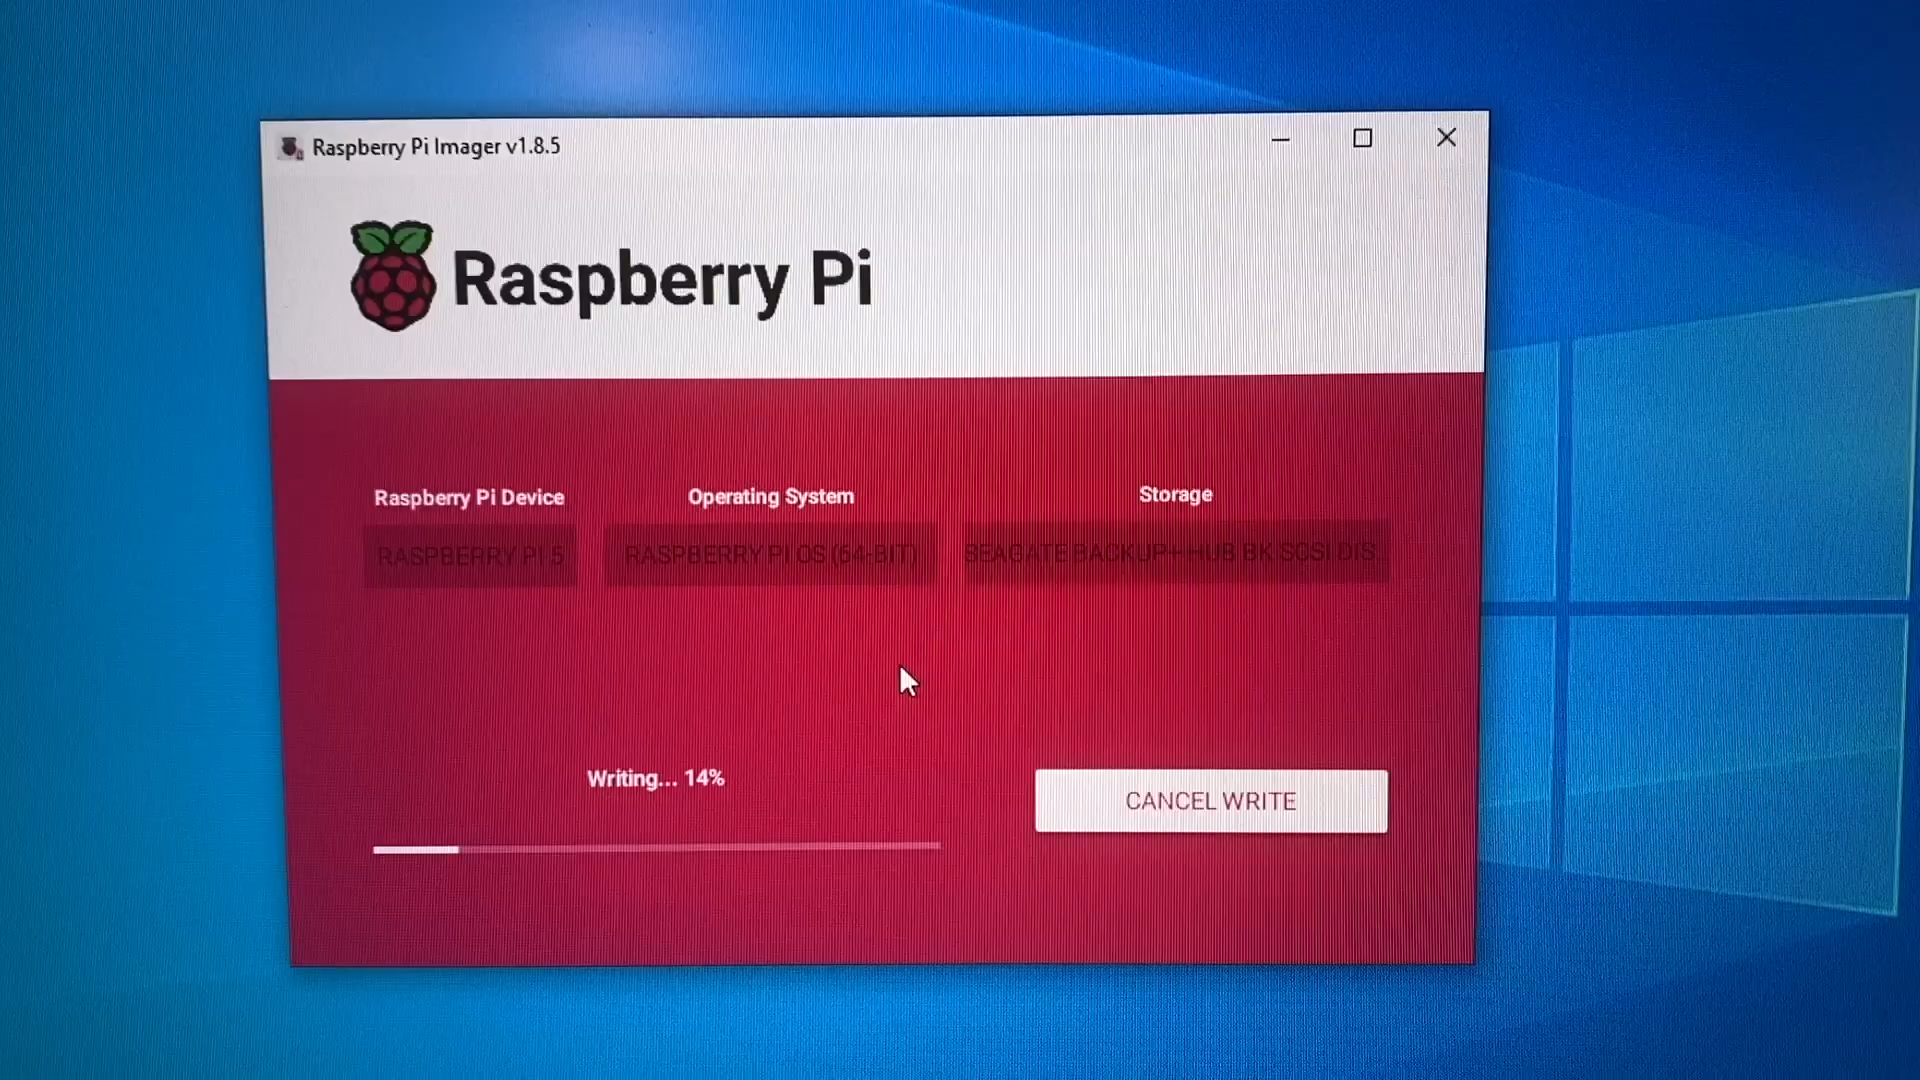 Raspberry Pi Imager v1.8.5
Raspberry Pi
Raspberry Pi Device
Operating System
Storage
RASPBERRY PI 5
RASPBERRY PI OS (64-BIT)
SEAGATE BACKUP+ HUB BK SCSI DIS...
Writing... 14%
CANCEL WRITE